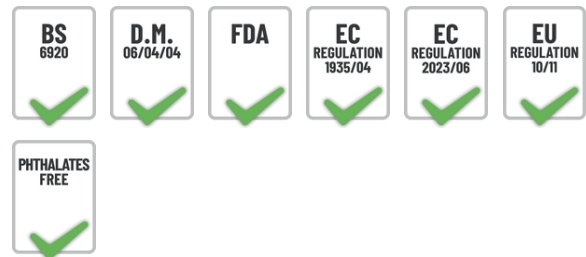 BS
6920
D.M.
06/04/04
FDA
EC
REGULATION
1935/04
EC
REGULATION
2023/06
EU
REGULATION
10/11
PHTHALATES
FREE